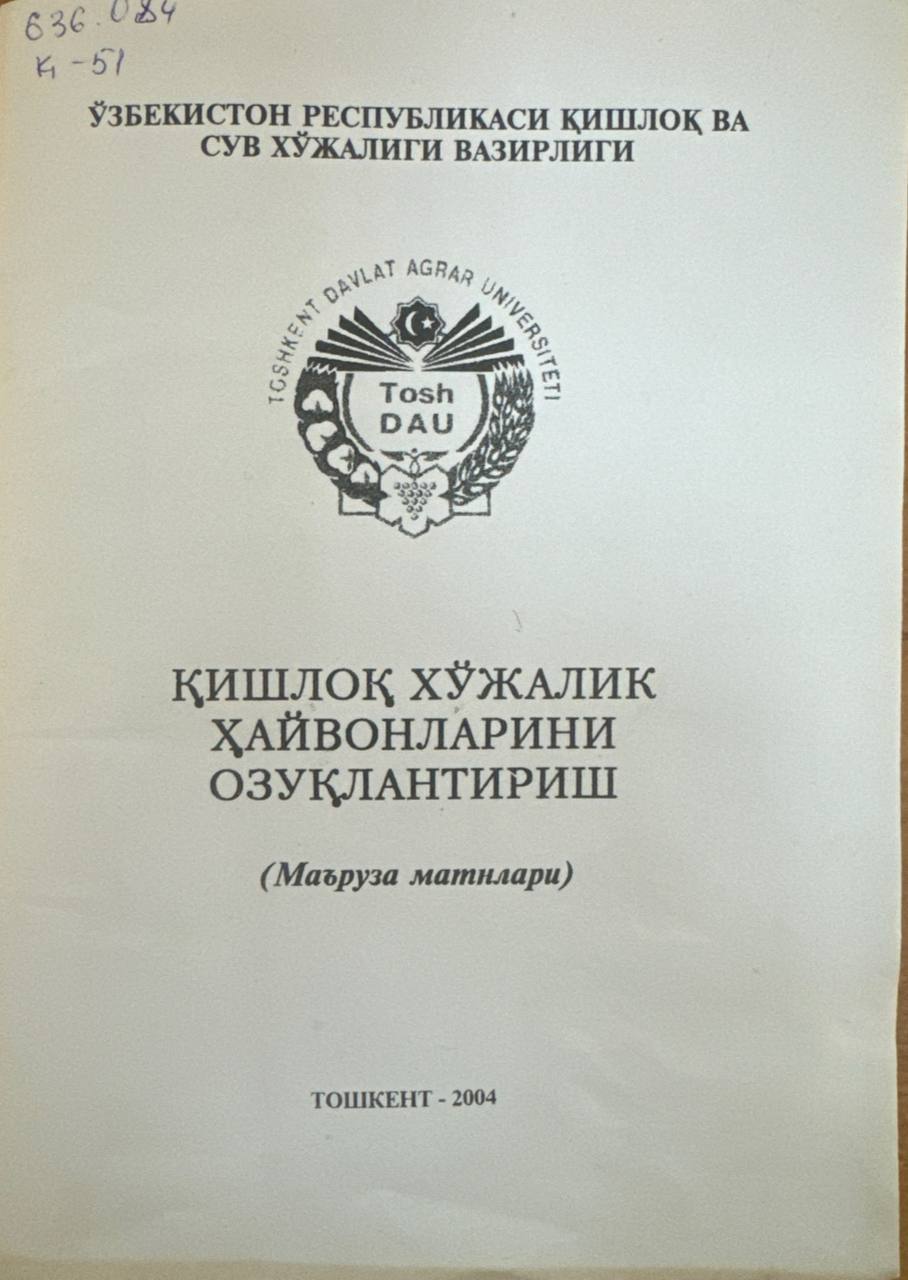 636.084
Қ-51
ЎЗБЕКИСТОН РЕСПУБЛИКАСИ ҚИШЛОҚ ВА
СУВ ХЎЖАЛИГИ ВАЗИРЛИГИ
TOSHKENT DAVLAT AGRAR UNIVERSITETI
Tosh
DAU
ҚИШЛОҚ ХЎЖАЛИК
ҲАЙВОНЛАРИНИ
ОЗУҚЛАНТИРИШ
(Маъруза матнлари)
ТОШКЕНТ - 2004